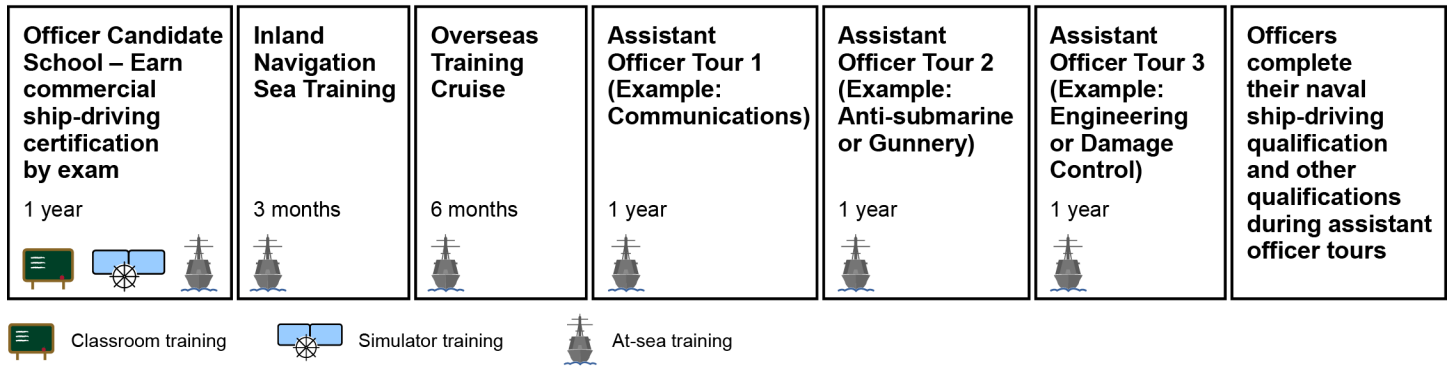 Officer Candidate
School – Earn
commercial
ship-driving
certification
by exam
1 year
Inland
Navigation
Sea Training
3 months
Overseas
Training
Cruise
6 months
Assistant
Officer Tour 1
(Example:
Communications)
1 year
Assistant
Officer Tour 2
(Example:
Anti-submarine
or Gunnery)
1 year
Assistant
Officer Tour 3
(Example:
Engineering
or Damage
Control)
1 year
Officers
complete
their naval
ship-driving
qualification
and other
qualifications
during assistant
officer tours
Classroom training
Simulator training
At-sea training